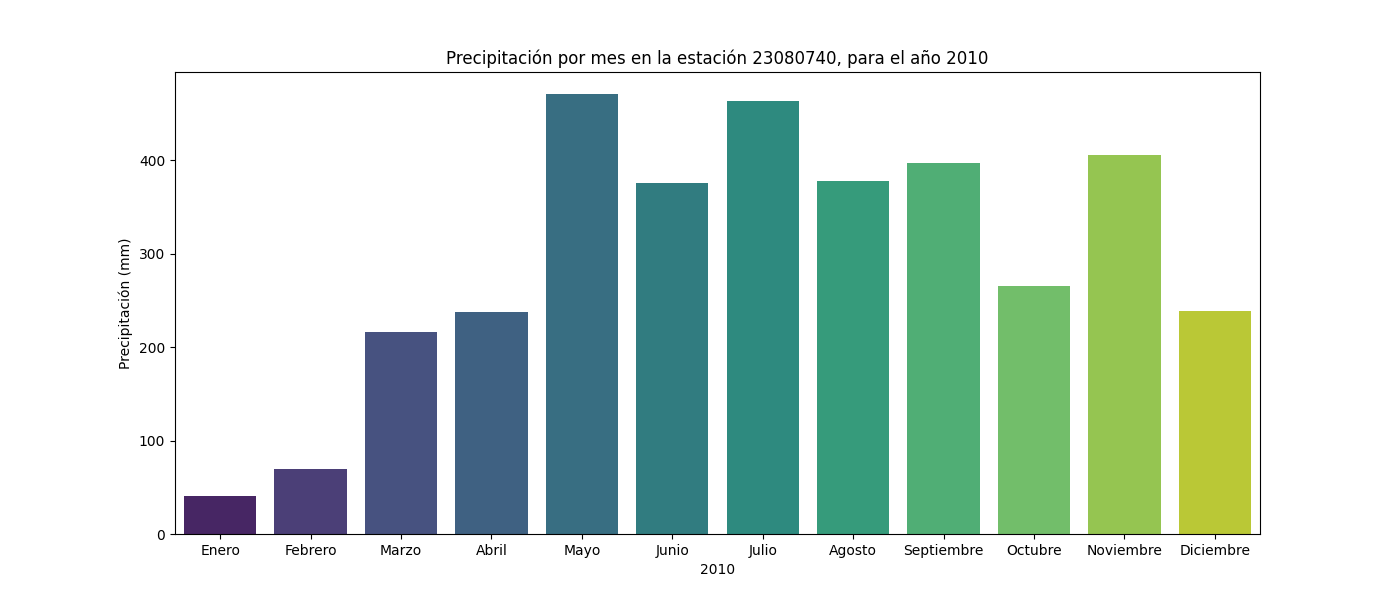 Precipitación por mes en la estación 23080740, para el año 2010
Precipitación (mm)
400
300
200
100
0
Enero Febrero Marzo Abril Mayo Junio Julio Agosto Septiembre Octubre Noviembre Diciembre
2010